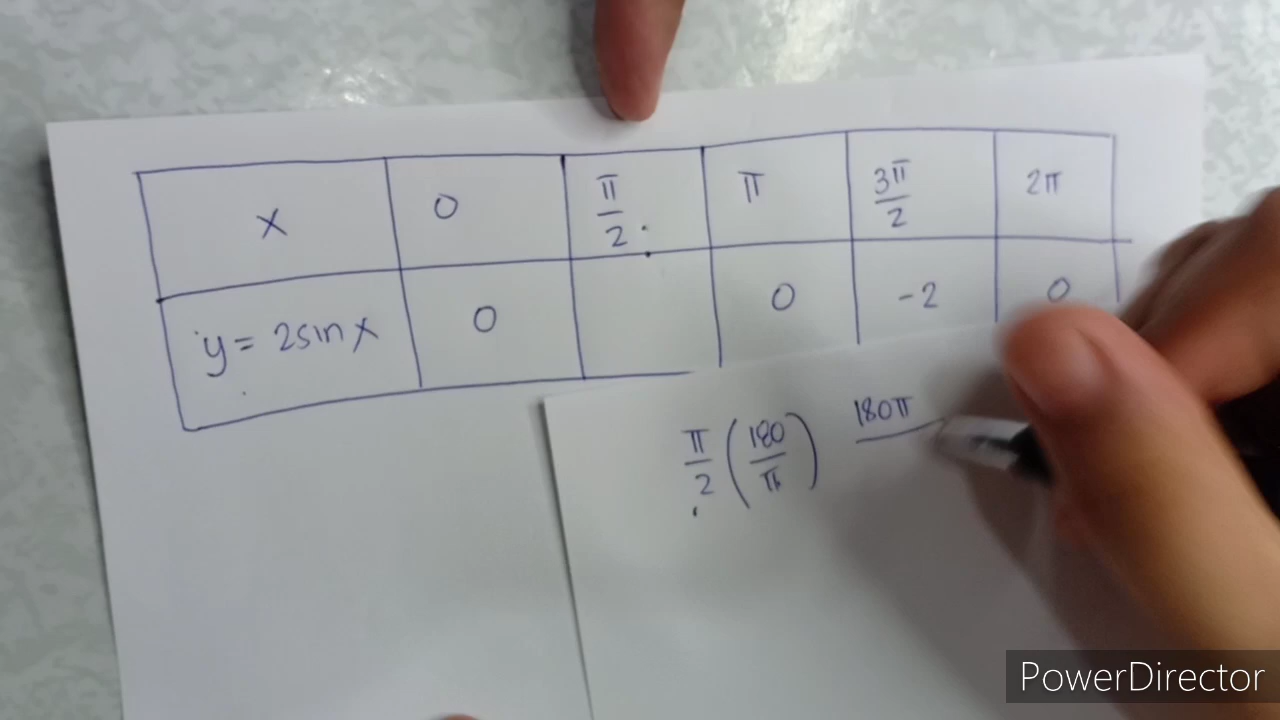 x 0 π/2 π 3π/2 2π
y = 2sin x 0 0 -2 0
π/2 (180/π) 180π
PowerDirector